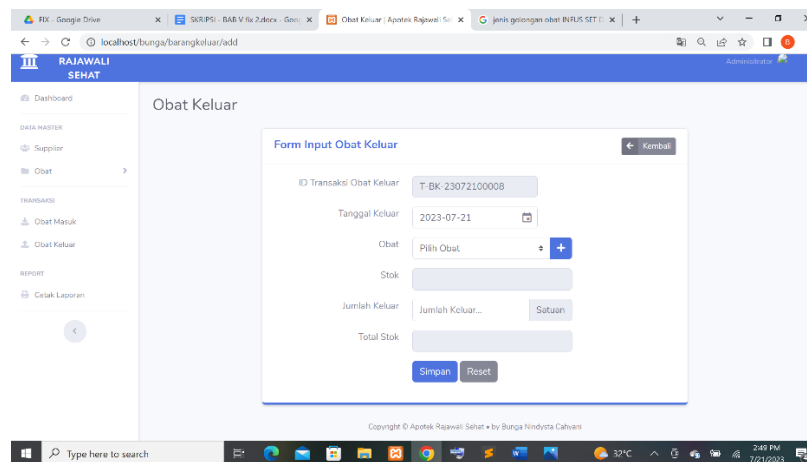 FIX - Google Drive
SKRIPSI - BAB V fix 2.docx - Goo
Obat Keluar | Apotek Rajawali Se
jenis golongan obat INFUS SET D
localhost/bunga/barangkeluar/add
B
RAJAWALI
SEHAT
Administrator
Dashboard
DATA MASTER
Supplier
Obat
TRANSAKSI
Obat Masuk
Obat Keluar
REPORT
Cetak Laporan
Obat Keluar
Form Input Obat Keluar
Kembali
ID Transaksi Obat Keluar
T-BK-23072100008
Tanggal Keluar
2023-07-21
Obat
Pilih Obat
Stok
Jumlah Keluar
Jumlah Keluar...
Satuan
Total Stok
Simpan
Reset
Copyright © Apotek Rajawali Sehat • by Bunga Nindysta Cahyani
Type here to search
32°C
2:49 PM
7/21/2023